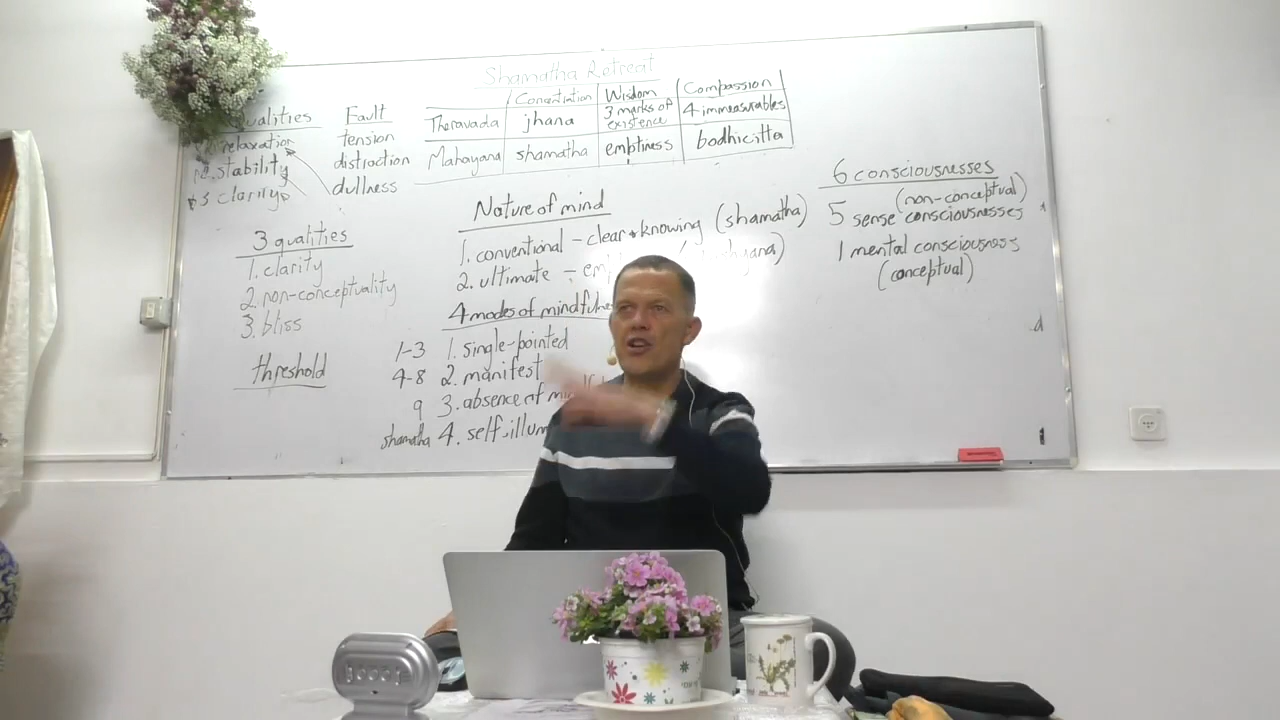 Shamatha Retreat
Concentration Wisdom Compassion
Theravada jhana 3 marks of existence 4 immeasurables
Mahayana shamatha emptiness bodhicitta
qualities Fault
relaxation tension
2. stability distraction
3 clarity dullness
3 qualities
1. clarity
2. non-conceptuality
3. bliss
threshold
Nature of mind
1. conventional – clear + knowing (shamatha)
2. ultimate –
4 modes of
1-3 1. single-pointed
4-8 2. manifest
9 3. absence of
shamatha 4.
6 consciousnesses
(non-conceptual)
5 sense consciousnesses
1 mental consciousness
(conceptual)